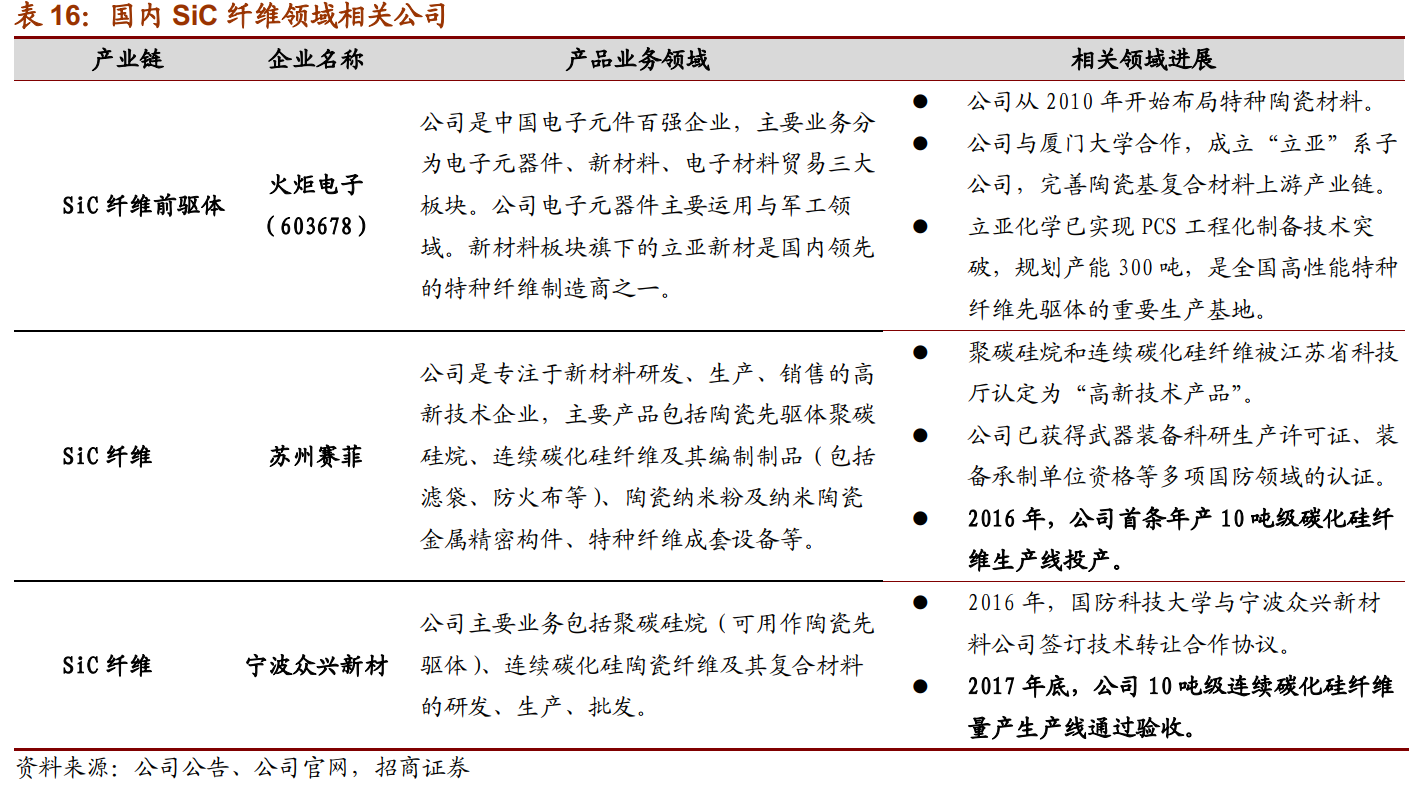 表 16：国内 SiC 纤维领域相关公司
产业链 企业名称 产品业务领域 相关领域进展
SiC 纤维前驱体
火炬电子
（603678）
公司是中国电子元件百强企业，主要业务分
为电子元器件、新材料、电子材料贸易三大
板块。公司电子元器件主要运用与军工领
域。新材料板块旗下的立亚新材是国内领先
的特种纤维制造商之一。
● 公司从 2010 年开始布局特种陶瓷材料。
● 公司与厦门大学合作，成立“立亚”系子
公司，完善陶瓷基复合材料上游产业链。
● 立亚化学已实现 PCS 工程化制备技术突
破，规划产能 300 吨，是全国高性能特种
纤维先驱体的重要生产基地。
SiC 纤维
苏州赛菲
公司是专注于新材料研发、生产、销售的高
新技术企业，主要产品包括陶瓷先驱体聚碳
硅烷、连续碳化硅纤维及其编制制品（包括
滤袋、防火布等）、陶瓷纳米粉及纳米陶瓷
金属精密构件、特种纤维成套设备等。
● 聚碳硅烷和连续碳化硅纤维被江苏省科技
厅认定为“高新技术产品”。
● 公司已获得武器装备科研生产许可证、装
备承制单位资格等多项国防领域的认证。
● 2016 年，公司首条年产 10 吨级碳化硅纤
维生产线投产。
SiC 纤维
宁波众兴新材
公司主要业务包括聚碳硅烷（可用作陶瓷先
驱体）、连续碳化硅陶瓷纤维及其复合材料
的研发、生产、批发。
● 2016 年，国防科技大学与宁波众兴新材
料公司签订技术转让合作协议。
● 2017 年底，公司 10 吨级连续碳化硅纤维
量产生产线通过验收。
资料来源：公司公告、公司官网，招商证券